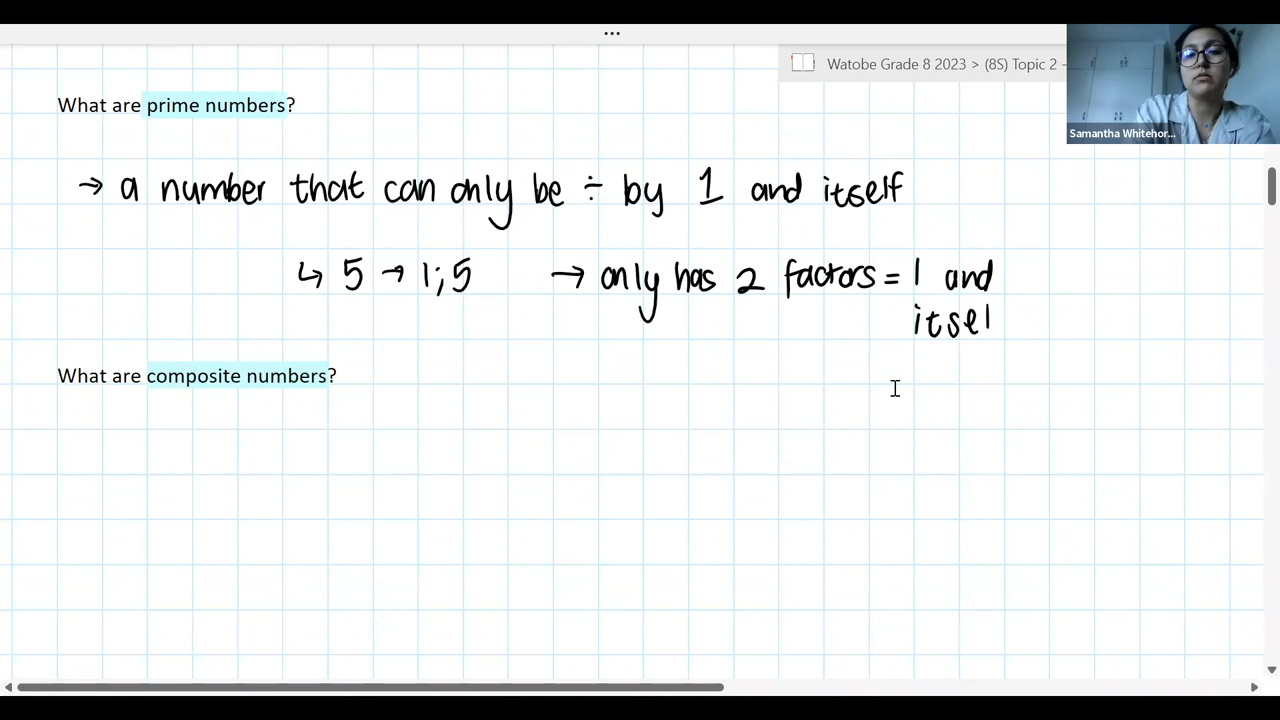 ...
Watobe Grade 8 2023 > (8S) Topic 2 -
Samantha Whitehor...
What are prime numbers?
→ a number that can only be ÷ by 1 and itself
↳ 5 → 1;5 → only has 2 factors = 1 and
itsel
What are composite numbers?